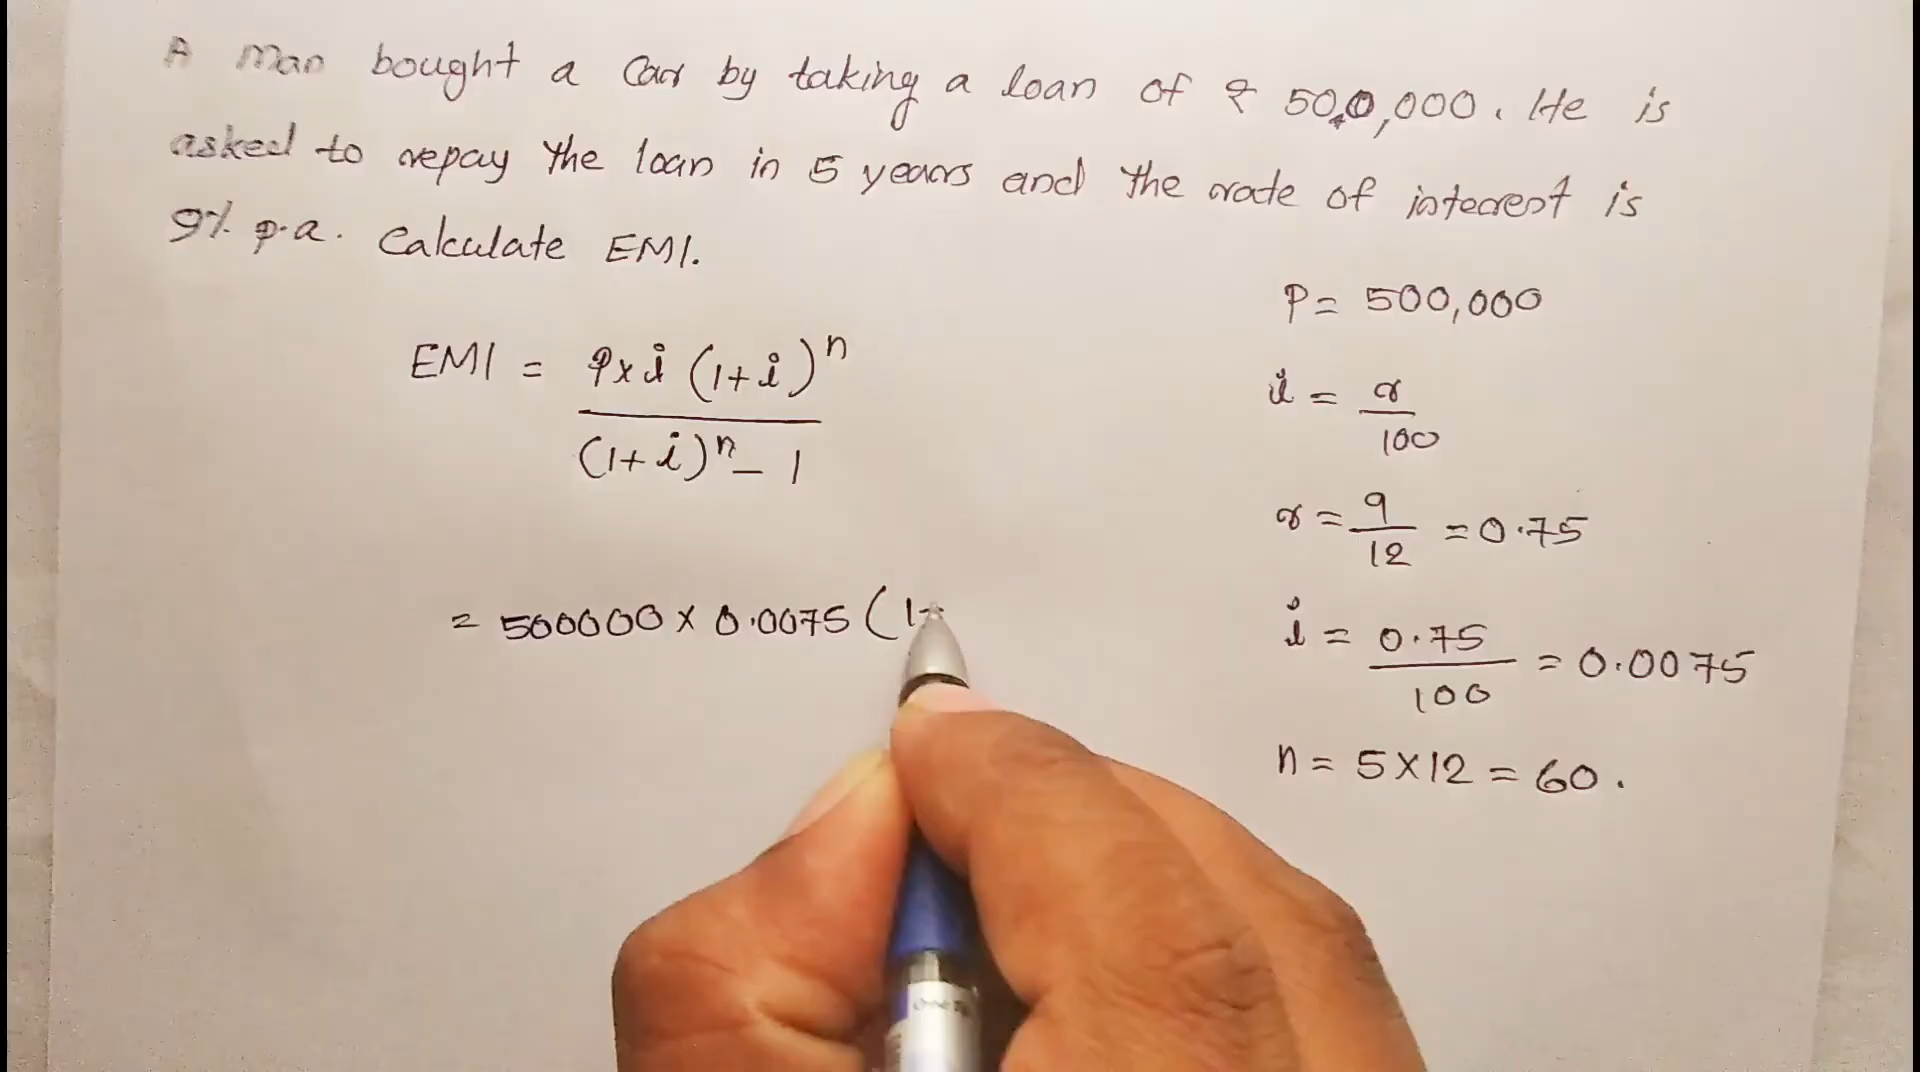 A man bought a car by taking a loan of ₹ 500,000. He is
asked to repay the loan in 5 years and the rate of interest is
9% p.a. Calculate EMI.
P = 500,000
EMI = P x i (1+i)^n
(1+i)^n - 1
i = r
100
r = 9
12
= 0.75
= 500000 x 0.0075 (1+
i = 0.75
100
= 0.0075
n = 5 x 12 = 60.